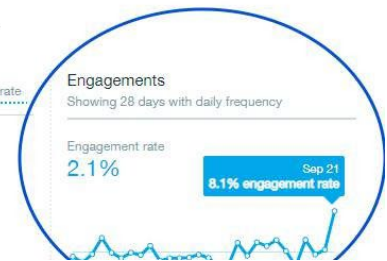 rate
Engagements
Showing 28 days with daily frequency
Engagement rate
2.1%
Sep 21
8.1% engagement rate